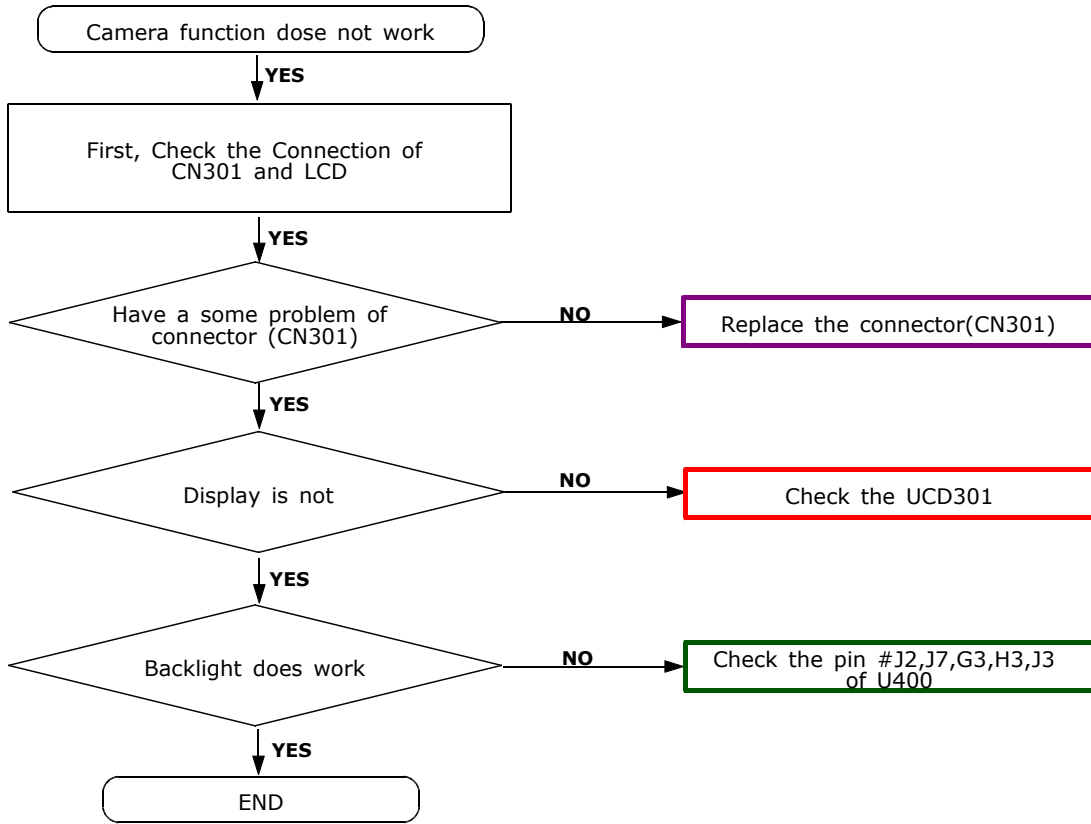 Camera function dose not work
YES
First, Check the Connection of
CN301 and LCD
YES
Have a some problem of
connector (CN301)
NO
Replace the connector(CN301)
YES
Display is not
NO
Check the UCD301
YES
Backlight does work
NO
Check the pin #J2,J7,G3,H3,J3
of U400
YES
END